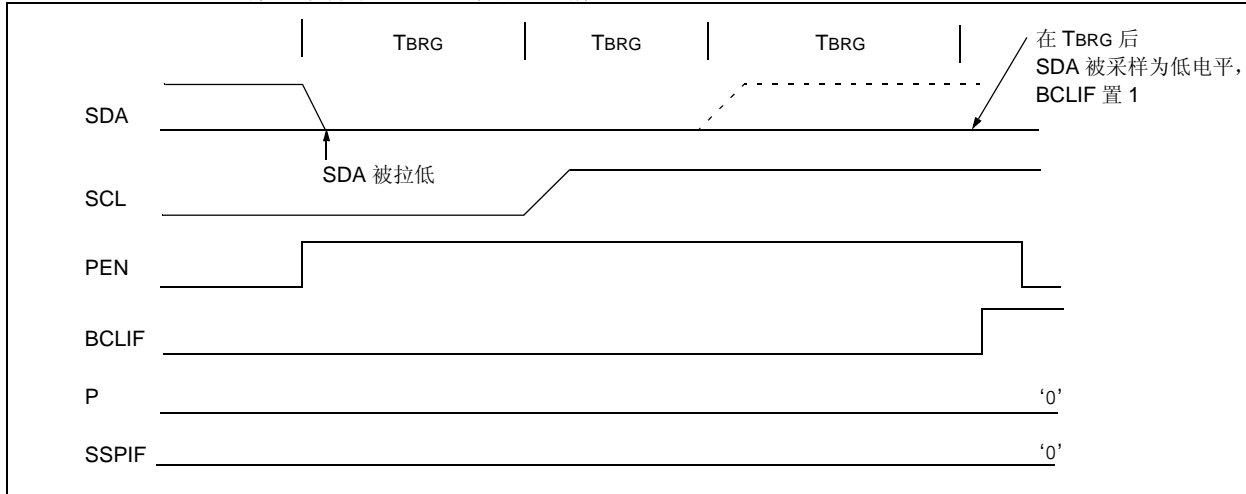 TBRG TBRG TBRG
在 TBRG 后
SDA 被采样为低电平，
BCLIF 置 1
SDA
SDA 被拉低
SCL
PEN
BCLIF
P ‘0’
SSPIF ‘0’